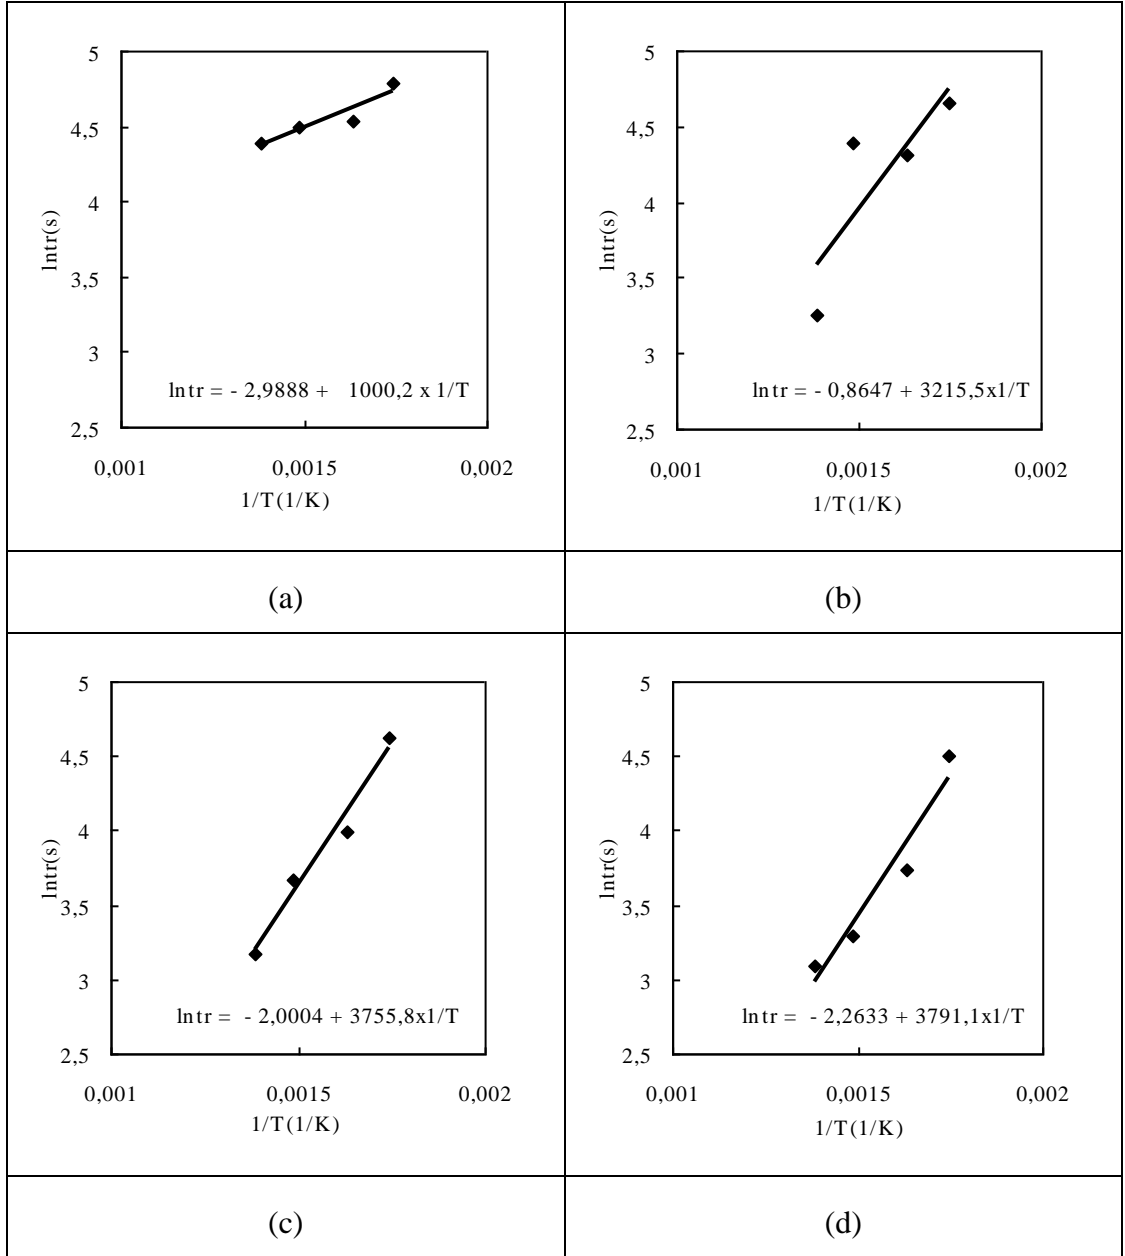 5
4,5
4
3,5
3
2,5
lntr(s)
lntr = - 2,9888 + 1000,2 x 1/T
0,001 0,0015 0,002
1/T(1/K)
(a)
5
4,5
4
3,5
3
2,5
lntr(s)
lntr = - 0,8647 + 3215,5x1/T
0,001 0,0015 0,002
1/T(1/K)
(b)
5
4,5
4
3,5
3
2,5
lntr(s)
lntr = - 2,0004 + 3755,8x1/T
0,001 0,0015 0,002
1/T(1/K)
(c)
5
4,5
4
3,5
3
2,5
lntr(s)
lntr = - 2,2633 + 3791,1x1/T
0,001 0,0015 0,002
1/T(1/K)
(d)